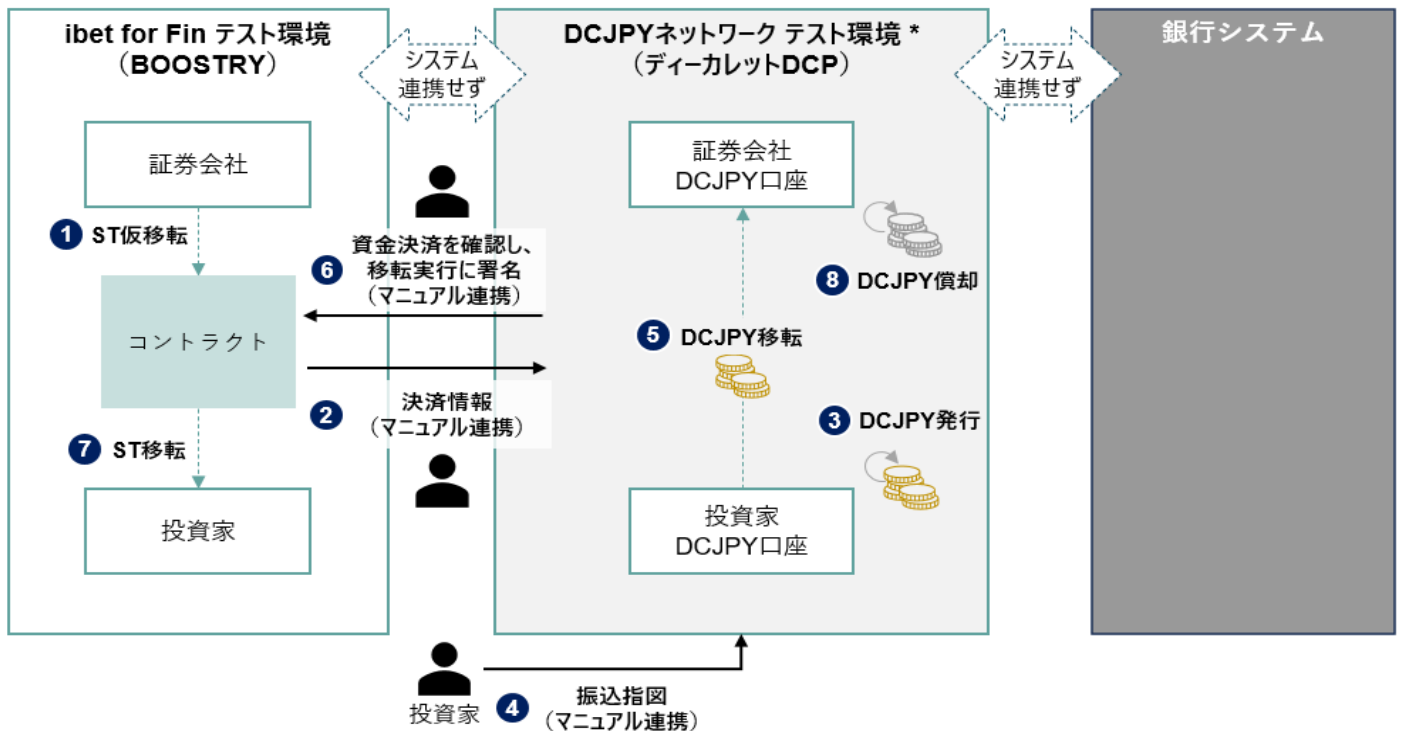 ibet for Fin テスト環境
（BOOSTRY）
システム
連携せず
DCJPYネットワーク テスト環境 *
（ディーカレットDCP）
システム
連携せず
銀行システム
証券会社
証券会社
DCJPY口座
1 ST仮移転
6 資金決済を確認し、
移転実行に署名
（マニュアル連携）
8 DCJPY償却
コントラクト
5 DCJPY移転
2 決済情報
（マニュアル連携）
3 DCJPY発行
7 ST移転
投資家
投資家
DCJPY口座
投資家
4 振込指図
（マニュアル連携）